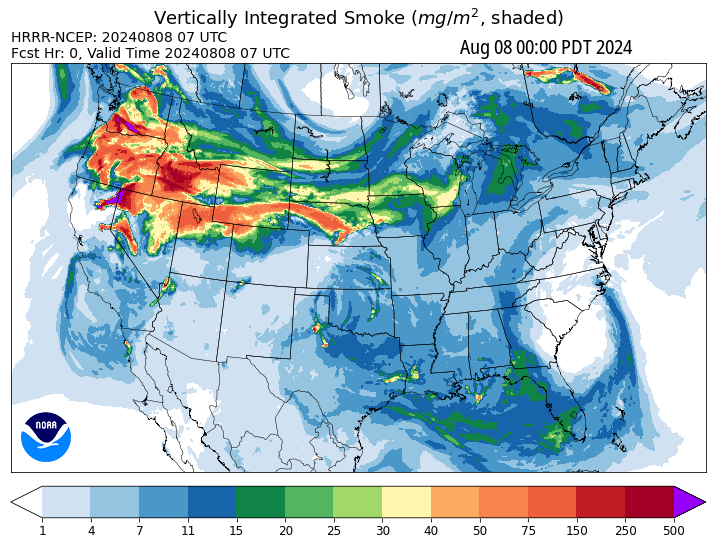 Vertically Integrated Smoke (mg/m², shaded)
HRRR-NCEP: 20240808 07 UTC
Fcst Hr: 0, Valid Time 20240808 07 UTC
Aug 08 00:00 PDT 2024
NOAA
1 4 7 11 15 20 25 30 40 50 75 150 250 500